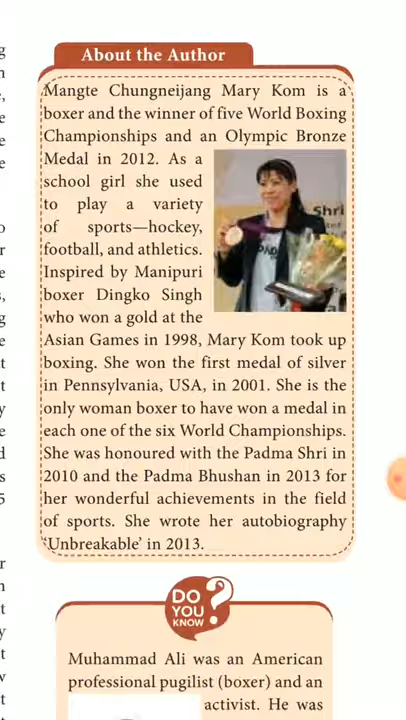 About the Author
Mangte Chungneijang Mary Kom is a
boxer and the winner of five World Boxing
Championships and an Olympic Bronze
Medal in 2012. As a
school girl she used
to play a variety
of sports—hockey,
football, and athletics.
Inspired by Manipuri
boxer Dingko Singh
who won a gold at the
Asian Games in 1998, Mary Kom took up
boxing. She won the first medal of silver
in Pennsylvania, USA, in 2001. She is the
only woman boxer to have won a medal in
each one of the six World Championships.
She was honoured with the Padma Shri in
2010 and the Padma Bhushan in 2013 for
her wonderful achievements in the field
of sports. She wrote her autobiography
‘Unbreakable’ in 2013.
Shri
DO
YOU
KNOW
?
Muhammad Ali was an American
professional pugilist (boxer) and an
activist. He was